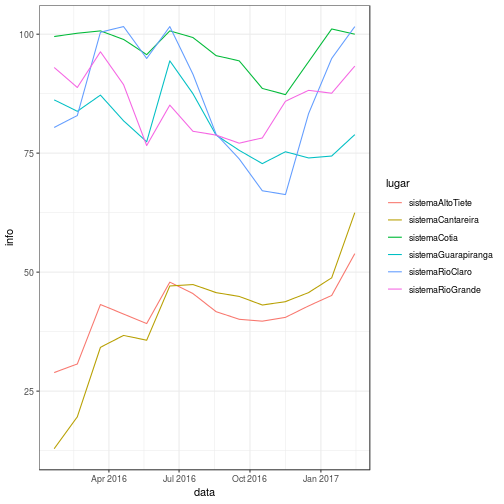 100
75
50
25
info
Apr 2016
Jul 2016
Oct 2016
Jan 2017
data
lugar
sistemaAltoTiete
sistemaCantareira
sistemaCotia
sistemaGuarapiranga
sistemaRioClaro
sistemaRioGrande